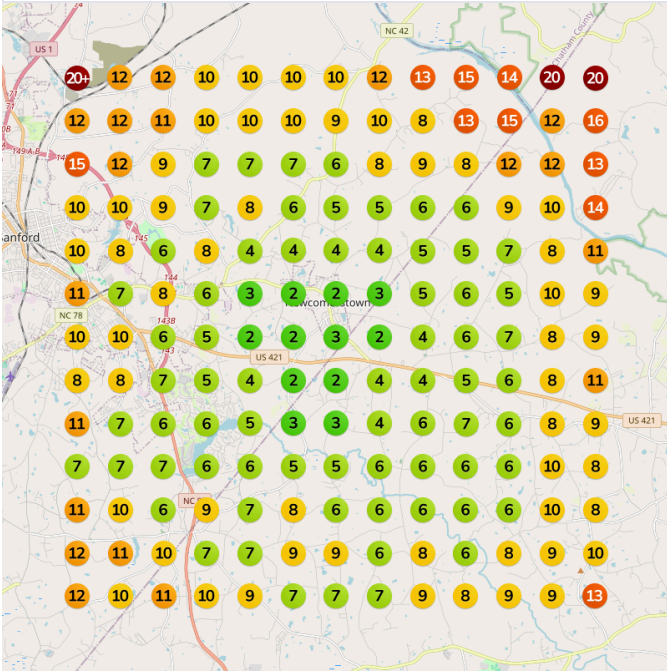 US 1
NC 42
Chatham County
20+ 12 12 10 10 10 10 12 13 15 14 20 20
12 12 11 10 10 10 9 10 8 13 15 12 16
149 A-B
15 12 9 7 7 7 6 8 9 8 12 12 13
10 10 9 7 8 6 5 5 6 6 9 10 14
anford
145
10 8 6 8 4 4 4 4 5 5 7 8 11
144
11 7 8 6 3 2 2 3 5 6 5 10 9
NC 78
143B
10 10 6 5 2 2 3 2 4 6 7 8 9
143
US 421
8 8 7 5 4 2 2 4 4 5 6 8 11
US 421
11 7 6 6 5 3 3 4 6 7 6 8 9
7 7 7 6 6 5 5 6 6 6 6 10 8
NC
11 10 6 9 7 8 6 6 6 6 6 10 8
12 11 10 7 7 9 9 6 8 6 8 9 10
12 10 11 10 9 7 7 7 9 8 9 9 13